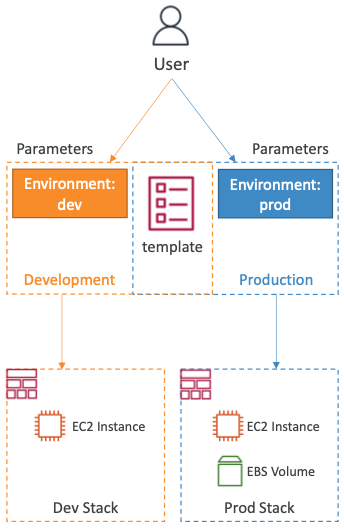 User
Parameters
Parameters
Environment:
dev
Environment:
prod
template
Development
Production
EC2 Instance
EC2 Instance
EBS Volume
Dev Stack
Prod Stack